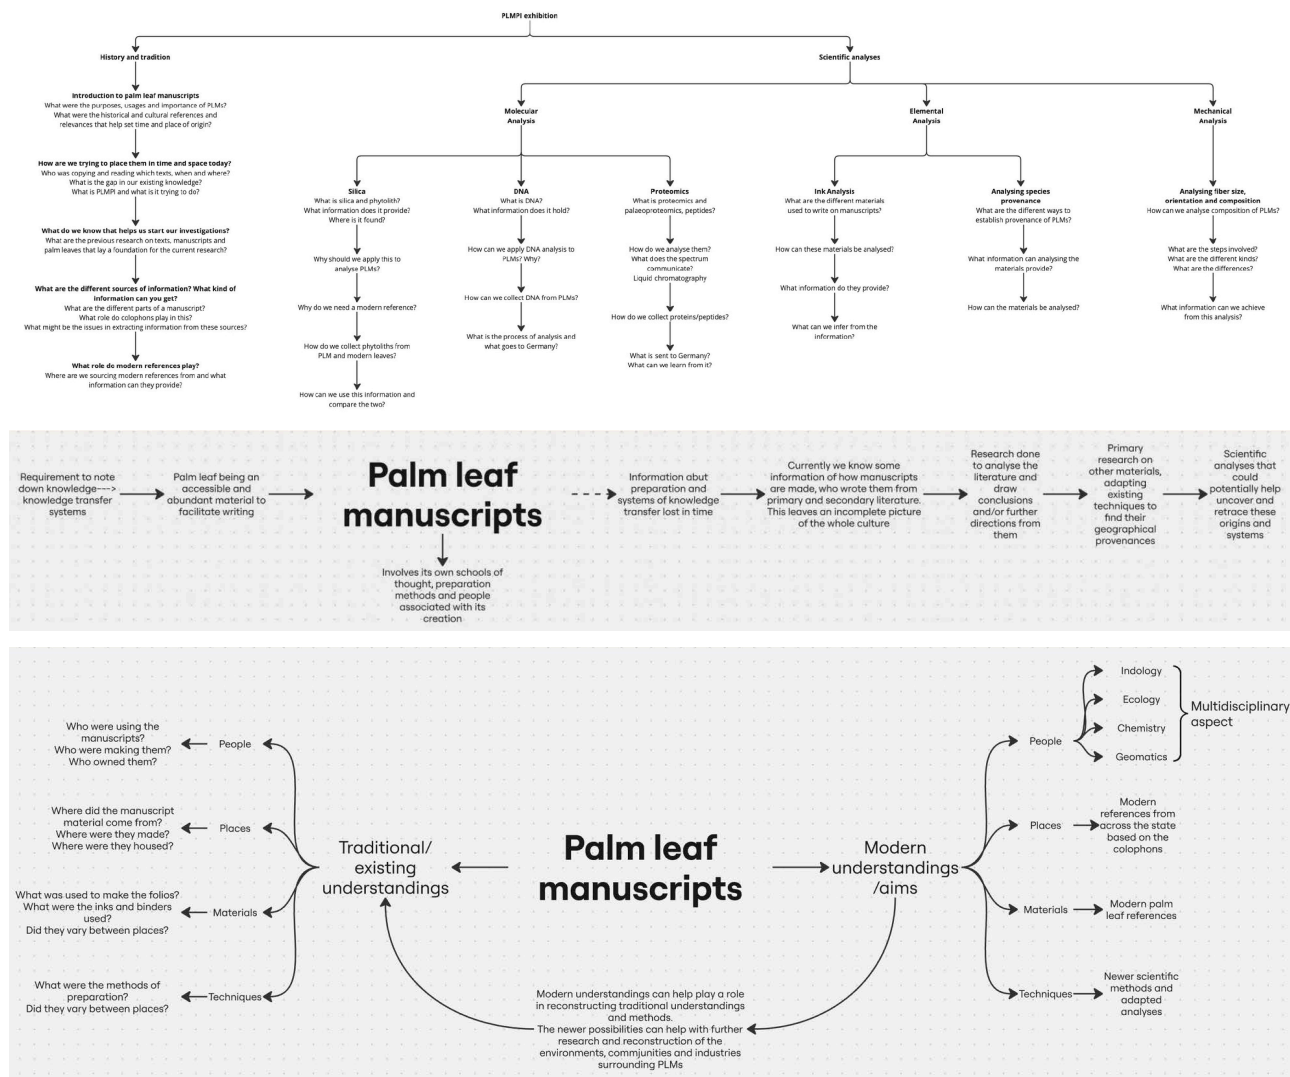 PLMPI exhibition
History and tradition
Scientific analyses
Introduction to palm leaf manuscripts
What were the purposes, usages and importance of PLMs?
What were the historical and cultural references and
relevances that help set time and place of origin?
How are we trying to place them in time and space today?
Who was copying and reading which texts, when and where?
What is the gap in our existing knowledge?
What is PLMPI and what is it trying to do?
What do we know that helps us start our investigations?
What are the previous research on texts, manuscripts and
palm leaves that lay a foundation for the current research?
What are the different sources of information? What kind of
information can you get?
What are the different parts of a manuscript?
What role do colophons play in this?
What might be the issues in extracting information from these sources?
What role do modern references play?
Where are we sourcing modern references from and what
information can they provide?
Molecular
Analysis
Elemental
Analysis
Mechanical
Analysis
Silica
What is silica and phytolith?
What information does it provide?
Where is it found?
Why should we apply this to
analyse PLMs?
Why do we need a modern reference?
How do we collect phytoliths from
PLM and modern leaves?
How can we use this information and
compare the two?
DNA
What is DNA?
What information does it hold?
How can we apply DNA analysis to
PLMs? Why?
How can we collect DNA from PLMs?
What is the process of analysis and
what goes to Germany?
Proteomics
What is proteomics and
palaeoproteomics, peptides?
How do we analyse them?
What does the spectrum
communicate?
Liquid chromatography
How do we collect proteins/peptides?
What is sent to Germany?
What can we learn from it?
Ink Analysis
What are the different materials
used to write on manuscripts?
How can these materials be analysed?
What information do they provide?
What can we infer from the
information?
Analysing species
provenance
What are the different ways to
establish provenance of PLMs?
What information can analysing the
materials provide?
How can the materials be analysed?
Analysing fiber size,
orientation and composition
How can we analyse composition of PLMs?
What are the steps involved?
What are the different kinds?
What are the differences?
What information can we achieve
from this analysis?
Requirement to note
down knowledge--->
knowledge transfer
systems
Palm leaf being an
accessible and
abundant material to
facilitate writing
Palm leaf
manuscripts
Involves its own schools of
thought, preparation
methods and people
associated with its
creation
Information abut
preparation and
systems of knowledge
transfer lost in time
Currently we know some
information of how manuscripts
are made, who wrote them from
primary and secondary literature.
This leaves an incomplete picture
of the whole culture
Research done
to analyse the
literature and
draw
conclusions
and/or further
directions from
them
Primary
research on
other materials,
adapting
existing
techniques to
find their
geographical
provenances
Scientific
analyses that
could
potentially help
uncover and
retrace these
origins and
systems
Palm leaf
manuscripts
Traditional/
existing
understandings
People
Who were using the
manuscripts?
Who were making them?
Who owned them?
Places
Where did the manuscript
material come from?
Where were they made?
Where were they housed?
Materials
What was used to make the folios?
What were the inks and binders
used?
Did they vary between places?
Techniques
What were the methods of
preparation?
Did they vary between places?
Modern
understandings
/aims
People
Indology
Ecology
Chemistry
Geomatics
Multidisciplinary
aspect
Places
Modern
references from
across the state
based on the
colophons
Materials
Modern palm
leaf references
Techniques
Newer scientific
methods and
adapted
analyses
Modern understandings can help play a role
in reconstructing traditional understandings
and methods.
The newer possibilities can help with further
research and reconstruction of the
environments, commjunities and industries
surrounding PLMs